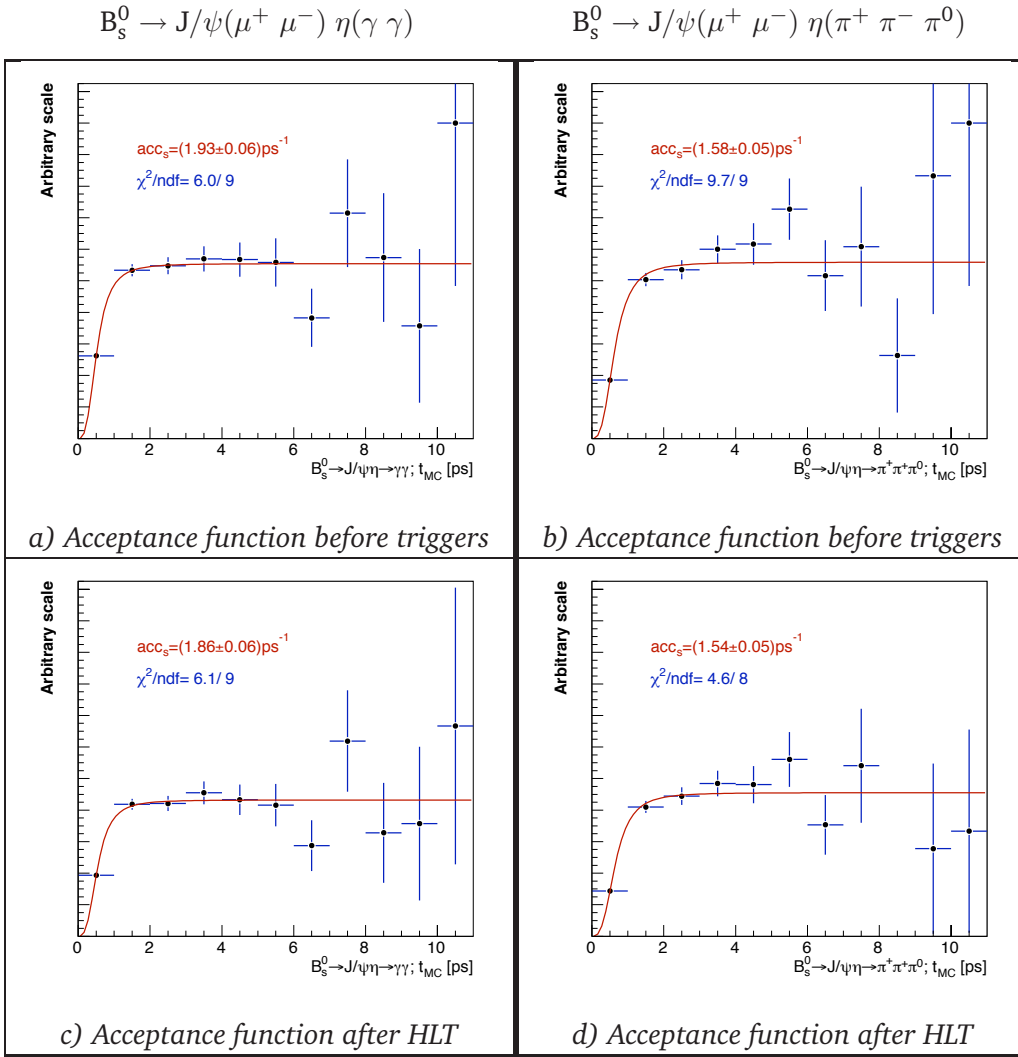 B⁰ₛ → J/ψ(μ⁺ μ⁻) η(γ γ)
B⁰ₛ → J/ψ(μ⁺ μ⁻) η(π⁺ π⁻ π⁰)
Arbitrary scale
accₛ=(1.93±0.06)ps⁻¹
χ²/ndf= 6.0/ 9
0 2 4 6 8 10
B⁰ₛ→J/ψη→γγ; t_MC [ps]
a) Acceptance function before triggers
Arbitrary scale
accₛ=(1.58±0.05)ps⁻¹
χ²/ndf= 9.7/ 9
0 2 4 6 8 10
B⁰ₛ→J/ψη→π⁺π⁺π⁰; t_MC [ps]
b) Acceptance function before triggers
Arbitrary scale
accₛ=(1.86±0.06)ps⁻¹
χ²/ndf= 6.1/ 9
0 2 4 6 8 10
B⁰ₛ→J/ψη→γγ; t_MC [ps]
c) Acceptance function after HLT
Arbitrary scale
accₛ=(1.54±0.05)ps⁻¹
χ²/ndf= 4.6/ 8
0 2 4 6 8 10
B⁰ₛ→J/ψη→π⁺π⁺π⁰; t_MC [ps]
d) Acceptance function after HLT